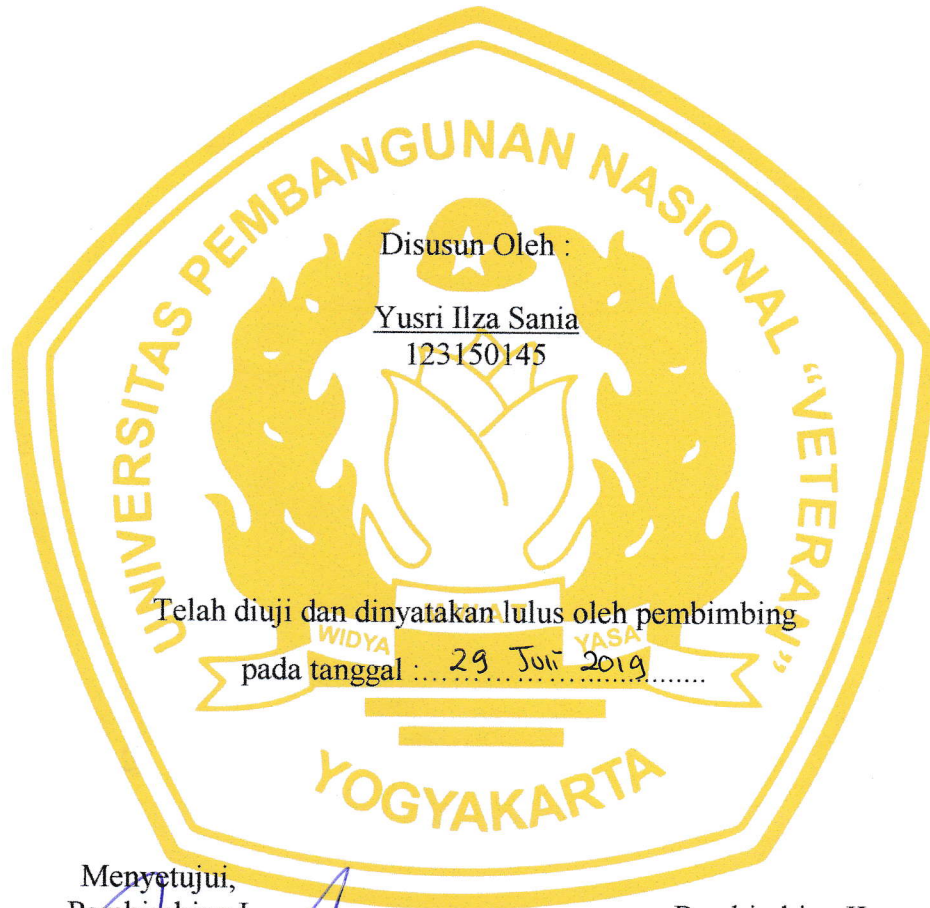 UNIVERSITAS PEMBANGUNAN NASIONAL "VETERAN"
Disusun Oleh :
Yusri Ilza Sania
123150145
Telah diuji dan dinyatakan lulus oleh pembimbing
WIDYA YASA
pada tanggal : 29 Juli 2019
YOGYAKARTA
Menyetujui,